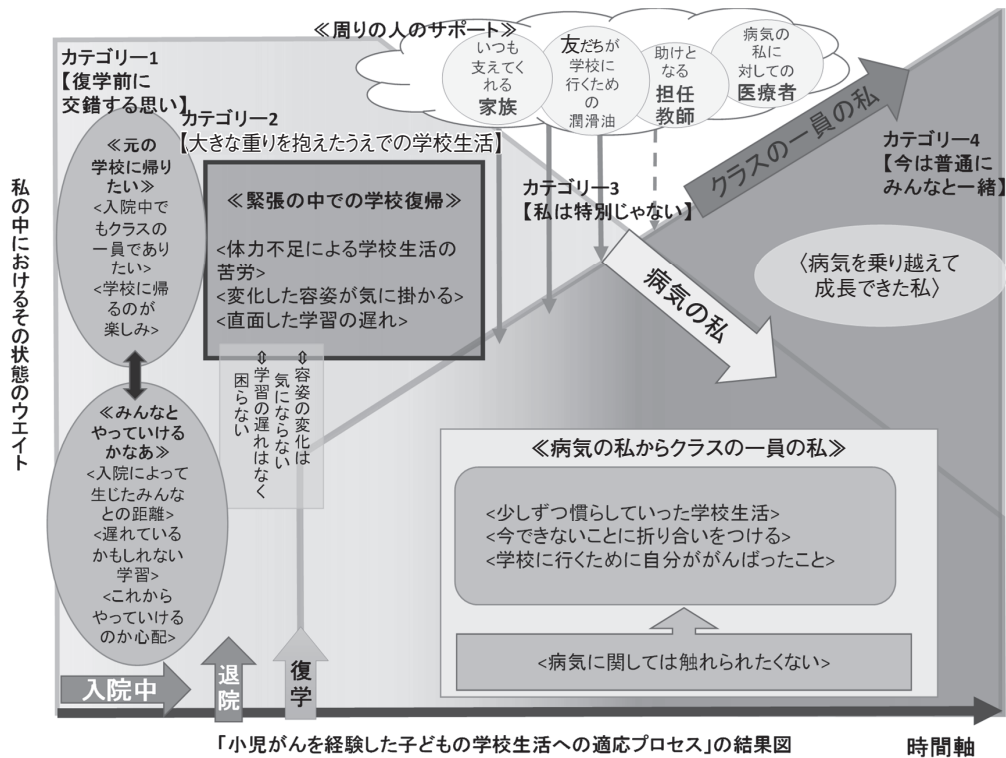 ≪周りの人のサポート≫
いつも
支えてく
れる
家族
友だちが
学校に
行くため
の
潤滑油
助けと
なる
担任
教師
病気の
私に
対しての
医療者
カテゴリー1
【復学前に
交錯する思い】
カテゴリー2
【大きな重りを抱えたうえでの学校生活】
≪元の
学校に帰り
たい≫
<入院中で
もクラスの
一員であり
たい>
<学校に帰
るのが
楽しみ>
≪緊張の中での学校復帰≫
<体力不足による学校生活の
苦労>
<変化した容姿が気に掛かる>
<直面した学習の遅れ>
カテゴリー3
【私は特別じゃない】
クラスの一員の私
カテゴリー4
【今は普通に
みんなと一緒】
病気の私
〈病気を乗り越えて
成長できた私〉
私の中におけるその状態のウエイト
⇔容姿の変化は
気にならない
⇔学習の遅れはなく
困らない
≪みんなと
やっていける
かなあ≫
<入院によって
生じたみんな
との距離>
<遅れている
かもしれない
学習>
<これから
やっていける
のか心配>
≪病気の私からクラスの一員の私≫
<少しずつ慣らしていった学校生活>
<今できないことに折り合いをつける>
<学校に行くために自分ががんばったこと>
<病気に関しては触れられたくない>
入院中
退院
復学
「小児がんを経験した子どもの学校生活への適応プロセス」の結果図
時間軸